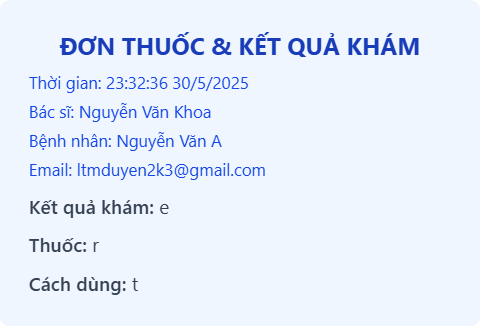 ĐƠN THUỐC & KẾT QUẢ KHÁM
Thời gian: 23:32:36 30/5/2025
Bác sĩ: Nguyễn Văn Khoa
Bệnh nhân: Nguyễn Văn A
Email: ltmduyen2k3@gmail.com
Kết quả khám: e
Thuốc: r
Cách dùng: t